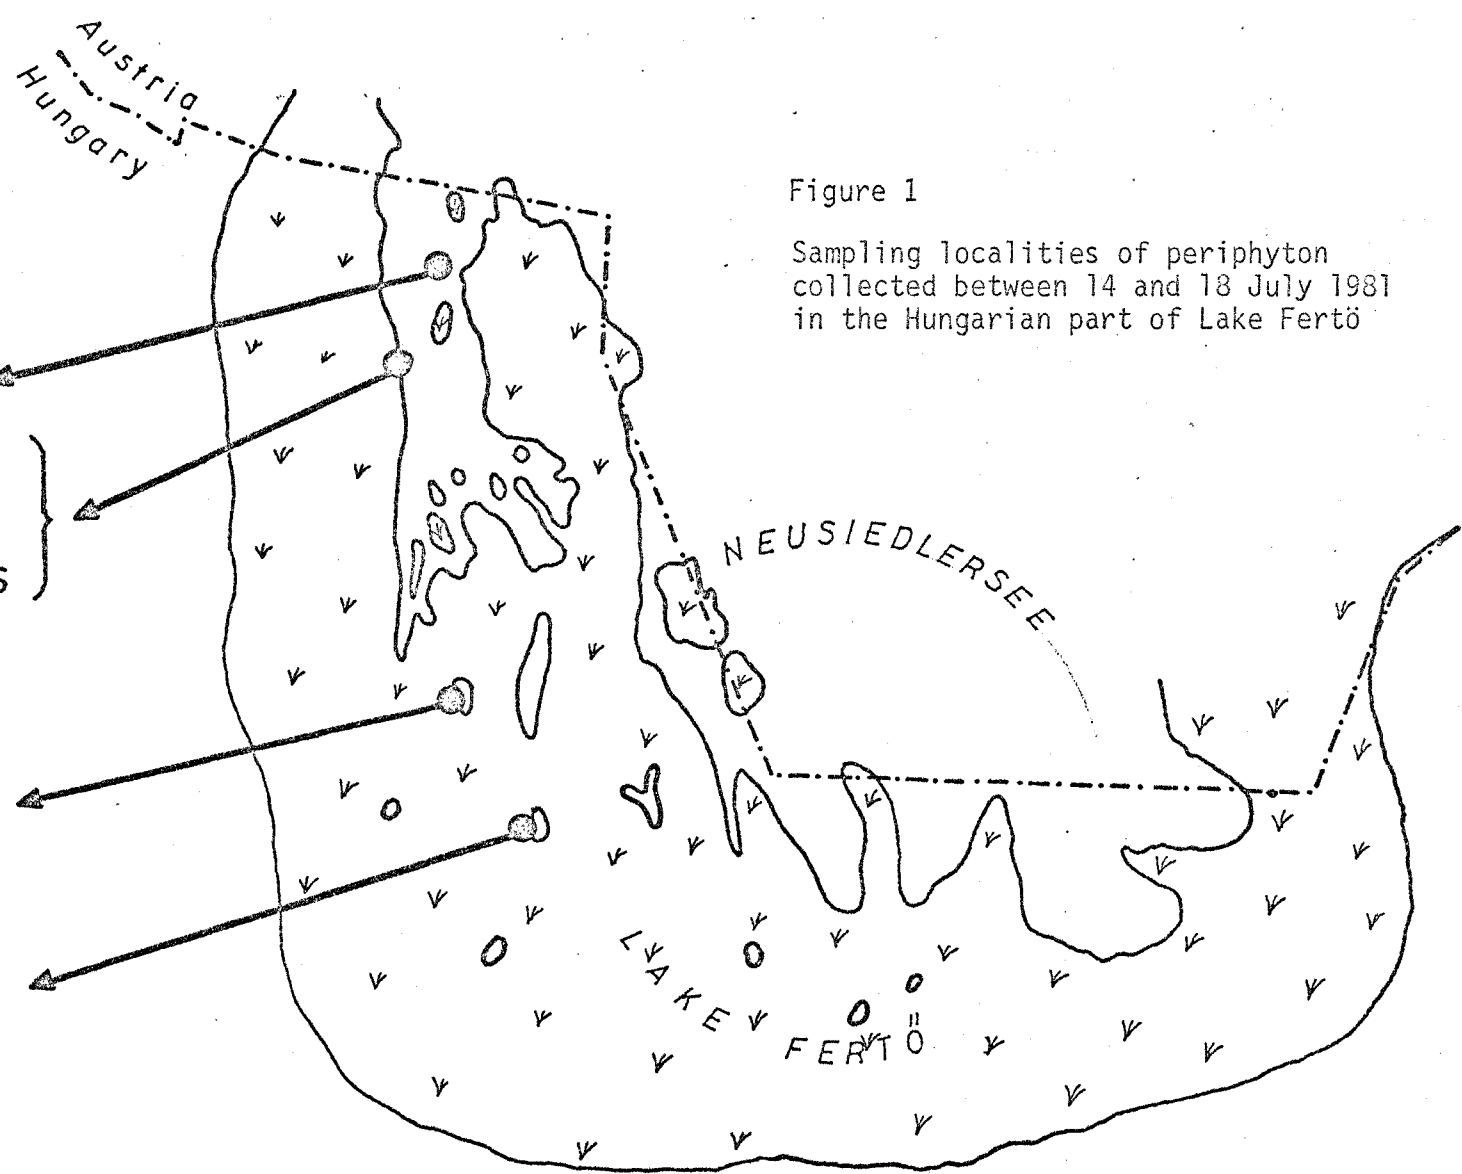 Austria
Hungary
Figure 1
Sampling localities of periphyton
collected between 14 and 18 July 1981
in the Hungarian part of Lake Fertö
NEUSIEDLERSEE
LAKE
FERTŐ